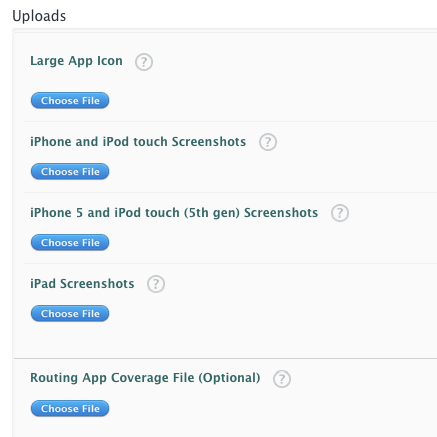 Uploads
Large App Icon ?
Choose File
iPhone and iPod touch Screenshots ?
Choose File
iPhone 5 and iPod touch (5th gen) Screenshots ?
Choose File
iPad Screenshots ?
Choose File
Routing App Coverage File (Optional) ?
Choose File